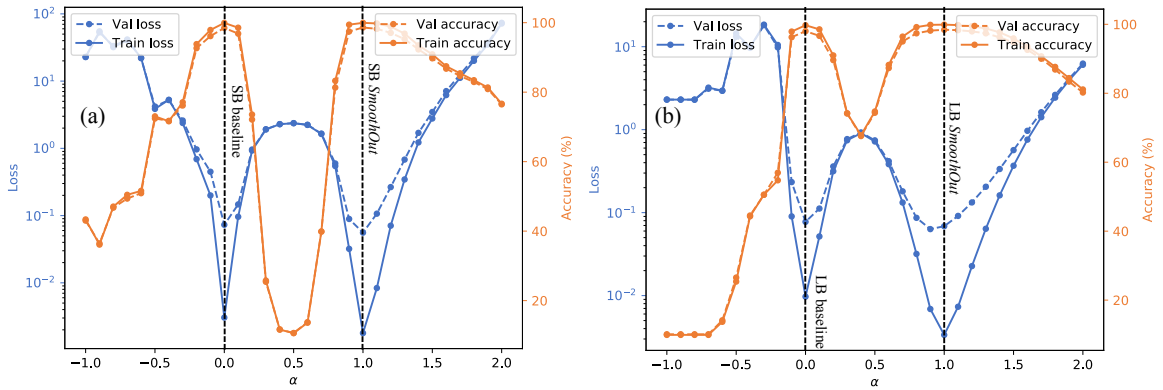 Val loss
Train loss
Val accuracy
Train accuracy
(a)
SB baseline
SB SmoothOut
Loss
Accuracy (%)
10²
10¹
10⁰
10⁻¹
10⁻²
100
80
60
40
20
−1.0 −0.5 0.0 0.5 1.0 1.5 2.0
α
Val loss
Train loss
Val accuracy
Train accuracy
(b)
LB baseline
LB SmoothOut
Loss
Accuracy (%)
10¹
10⁰
10⁻¹
10⁻²
100
80
60
40
20
10
−1.0 −0.5 0.0 0.5 1.0 1.5 2.0
α